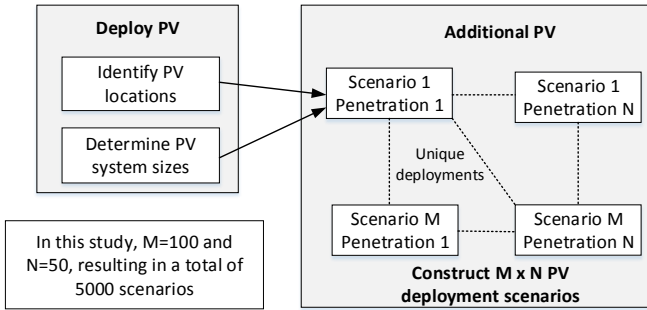 Deploy PV
Identify PV
locations
Determine PV
system sizes
In this study, M=100 and
N=50, resulting in a total of
5000 scenarios
Additional PV
Scenario 1
Penetration 1
Scenario 1
Penetration N
Unique
deployments
Scenario M
Penetration 1
Scenario M
Penetration N
Construct M x N PV
deployment scenarios